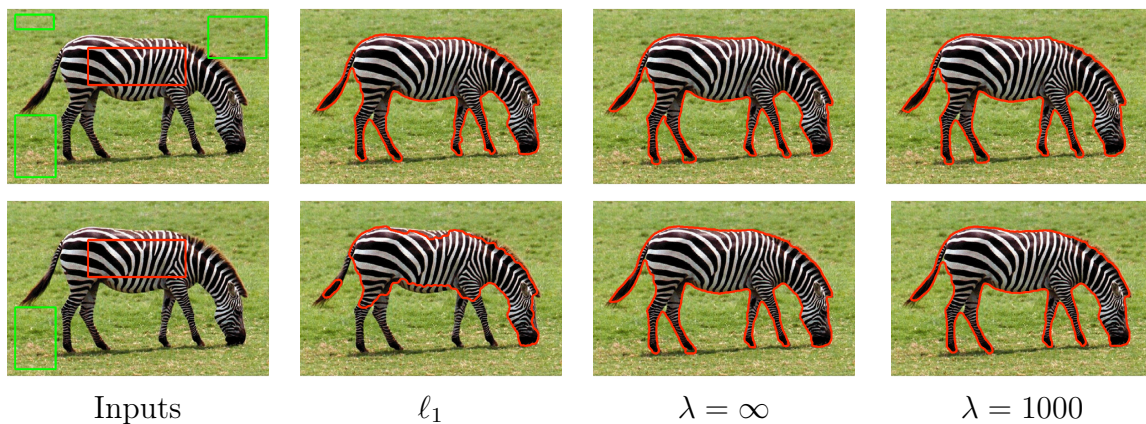 Inputs ℓ₁ λ = ∞ λ = 1000